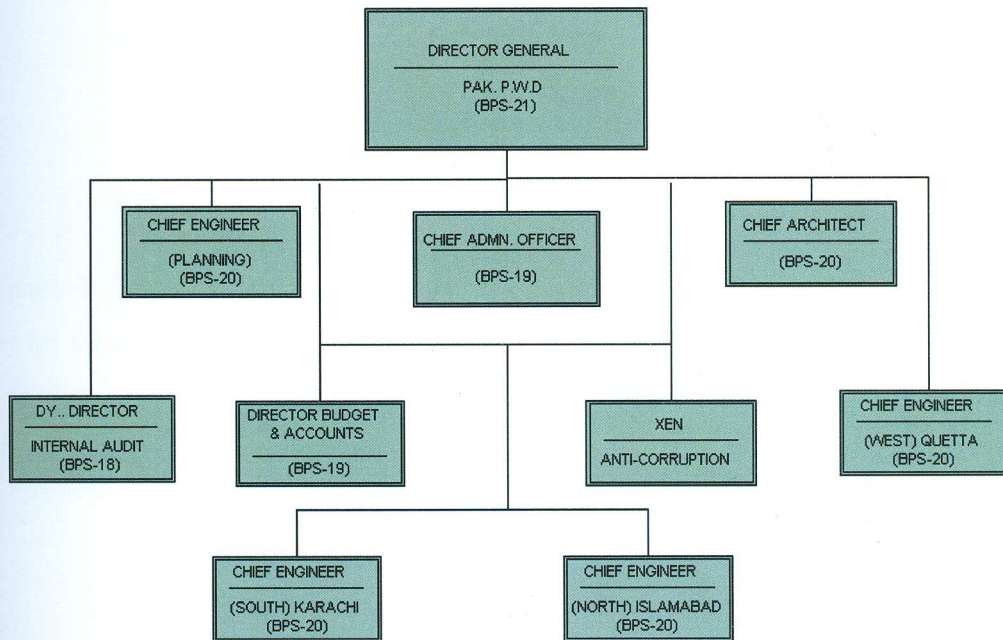 DIRECTOR GENERAL
PAK. P.W.D
(BPS-21)
CHIEF ENGINEER
(PLANNING)
(BPS-20)
CHIEF ADMN. OFFICER
(BPS-19)
CHIEF ARCHITECT
(BPS-20)
DY.. DIRECTOR
INTERNAL AUDIT
(BPS-18)
DIRECTOR BUDGET
& ACCOUNTS
(BPS-19)
XEN
ANTI-CORRUPTION
CHIEF ENGINEER
(WEST) QUETTA
(BPS-20)
CHIEF ENGINEER
(SOUTH) KARACHI
(BPS-20)
CHIEF ENGINEER
(NORTH) ISLAMABAD
(BPS-20)